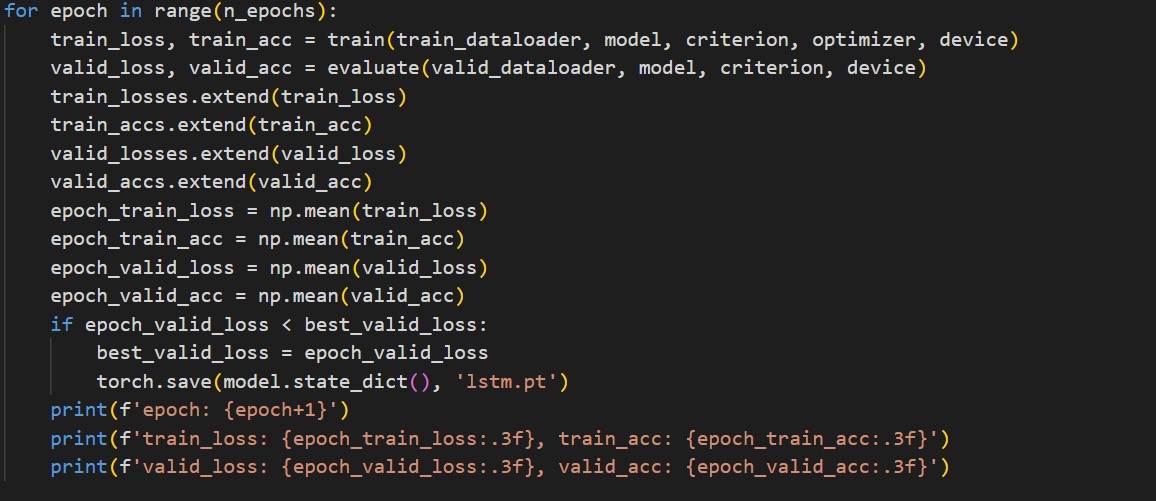 for epoch in range(n_epochs):
    train_loss, train_acc = train(train_dataloader, model, criterion, optimizer, device)
    valid_loss, valid_acc = evaluate(valid_dataloader, model, criterion, device)
    train_losses.extend(train_loss)
    train_accs.extend(train_acc)
    valid_losses.extend(valid_loss)
    valid_accs.extend(valid_acc)
    epoch_train_loss = np.mean(train_loss)
    epoch_train_acc = np.mean(train_acc)
    epoch_valid_loss = np.mean(valid_loss)
    epoch_valid_acc = np.mean(valid_acc)
    if epoch_valid_loss < best_valid_loss:
        best_valid_loss = epoch_valid_loss
        torch.save(model.state_dict(), 'lstm.pt')
    print(f'epoch: {epoch+1}')
    print(f'train_loss: {epoch_train_loss:.3f}, train_acc: {epoch_train_acc:.3f}')
    print(f'valid_loss: {epoch_valid_loss:.3f}, valid_acc: {epoch_valid_acc:.3f}')